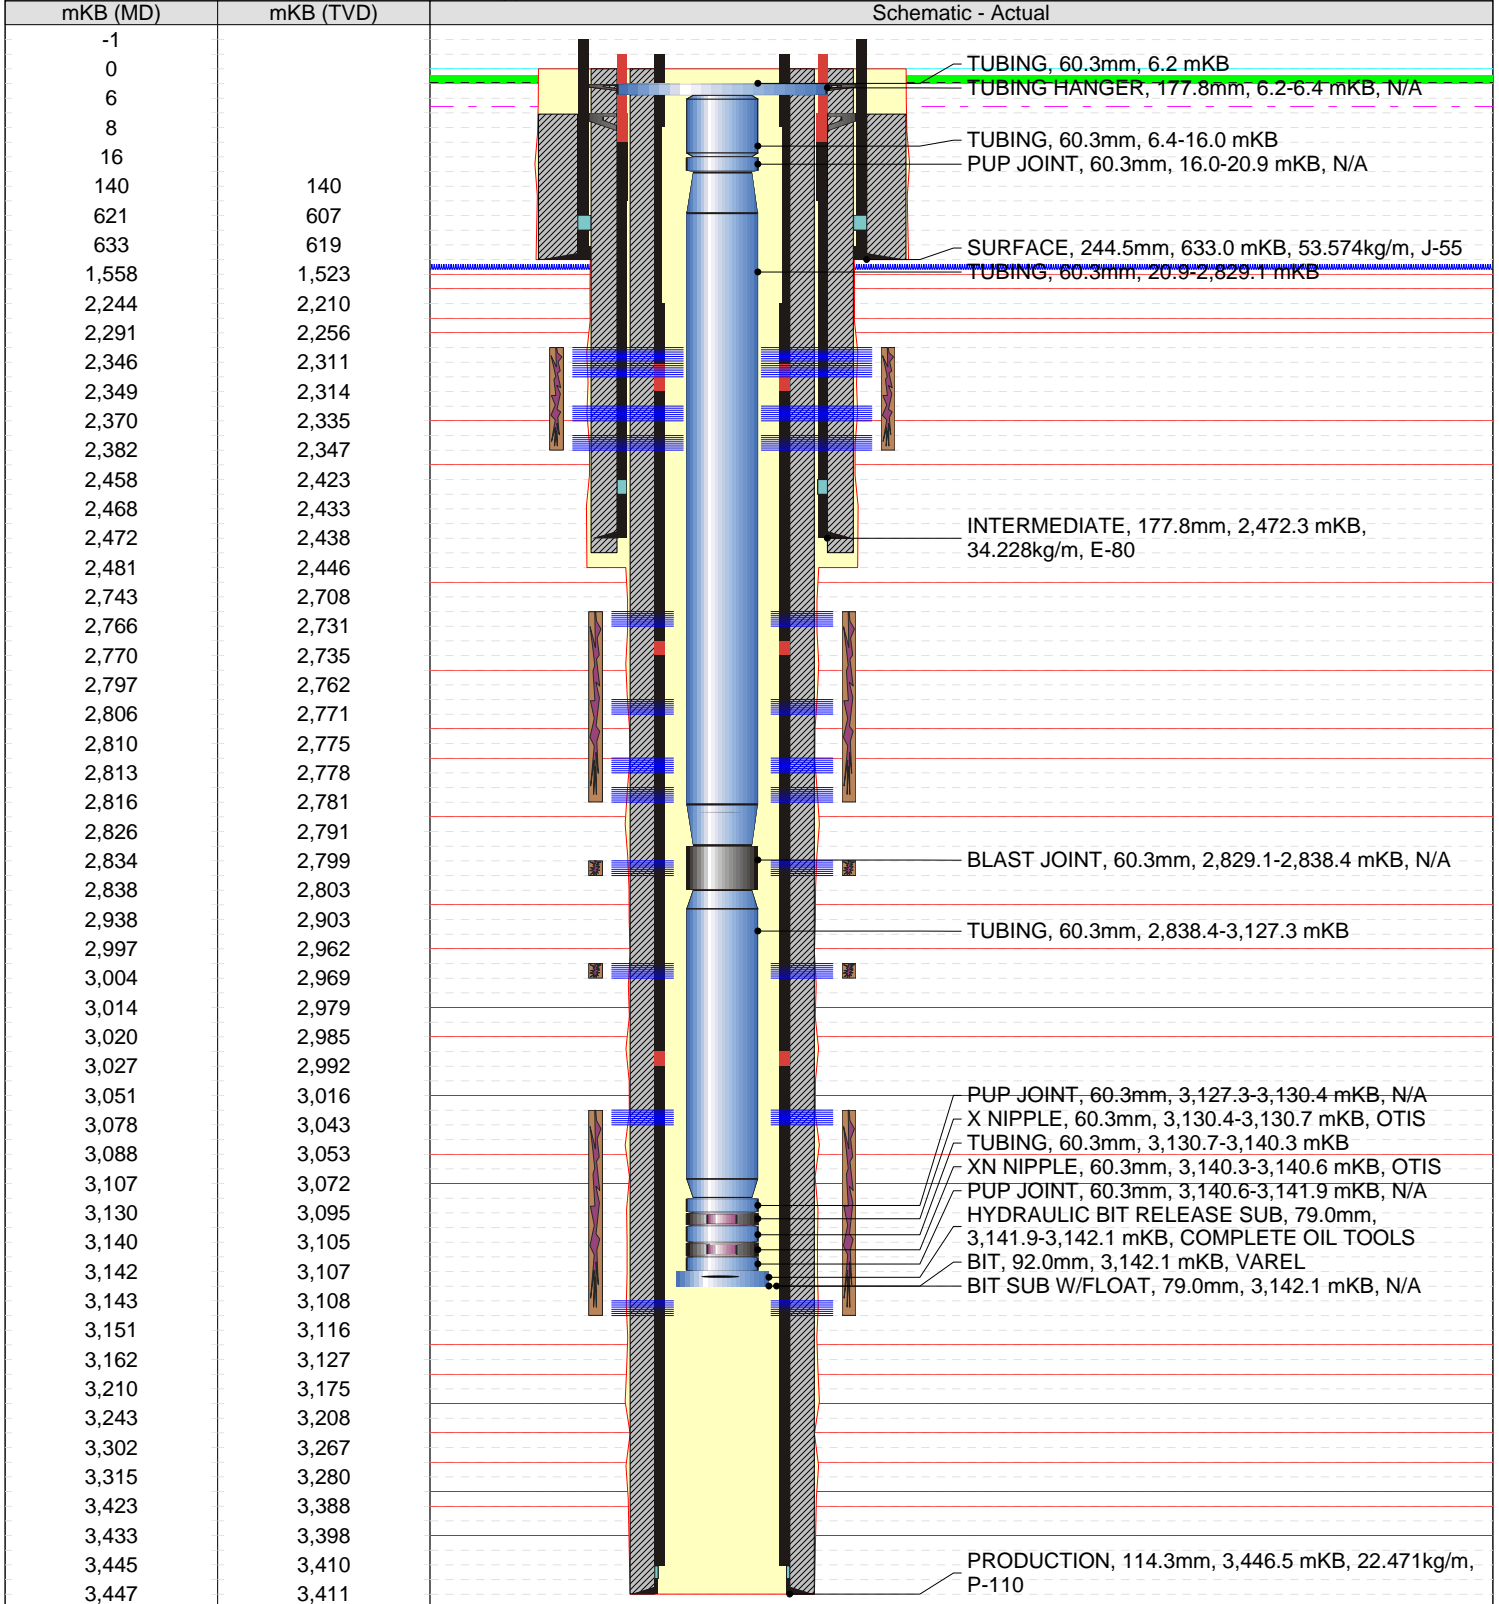 mKB (MD) mKB (TVD) Schematic - Actual
-1
0
6
8
16
140 140
621 607
633 619
1,558 1,523
2,244 2,210
2,291 2,256
2,346 2,311
2,349 2,314
2,370 2,335
2,382 2,347
2,458 2,423
2,468 2,433
2,472 2,438
2,481 2,446
2,743 2,708
2,766 2,731
2,770 2,735
2,797 2,762
2,806 2,771
2,810 2,775
2,813 2,778
2,816 2,781
2,826 2,791
2,834 2,799
2,838 2,803
2,938 2,903
2,997 2,962
3,004 2,969
3,014 2,979
3,020 2,985
3,027 2,992
3,051 3,016
3,078 3,043
3,088 3,053
3,107 3,072
3,130 3,095
3,140 3,105
3,142 3,107
3,143 3,108
3,151 3,116
3,162 3,127
3,210 3,175
3,243 3,208
3,302 3,267
3,315 3,280
3,423 3,388
3,433 3,398
3,445 3,410
3,447 3,411
TUBING, 60.3mm, 6.2 mKB
TUBING HANGER, 177.8mm, 6.2-6.4 mKB, N/A
TUBING, 60.3mm, 6.4-16.0 mKB
PUP JOINT, 60.3mm, 16.0-20.9 mKB, N/A
SURFACE, 244.5mm, 633.0 mKB, 53.574kg/m, J-55
TUBING, 60.3mm, 20.9-2,829.1 mKB
INTERMEDIATE, 177.8mm, 2,472.3 mKB,
34.228kg/m, E-80
BLAST JOINT, 60.3mm, 2,829.1-2,838.4 mKB, N/A
TUBING, 60.3mm, 2,838.4-3,127.3 mKB
PUP JOINT, 60.3mm, 3,127.3-3,130.4 mKB, N/A
X NIPPLE, 60.3mm, 3,130.4-3,130.7 mKB, OTIS
TUBING, 60.3mm, 3,130.7-3,140.3 mKB
XN NIPPLE, 60.3mm, 3,140.3-3,140.6 mKB, OTIS
PUP JOINT, 60.3mm, 3,140.6-3,141.9 mKB, N/A
HYDRAULIC BIT RELEASE SUB, 79.0mm,
3,141.9-3,142.1 mKB, COMPLETE OIL TOOLS
BIT, 92.0mm, 3,142.1 mKB, VAREL
BIT SUB W/FLOAT, 79.0mm, 3,142.1 mKB, N/A
PRODUCTION, 114.3mm, 3,446.5 mKB, 22.471kg/m,
P-110